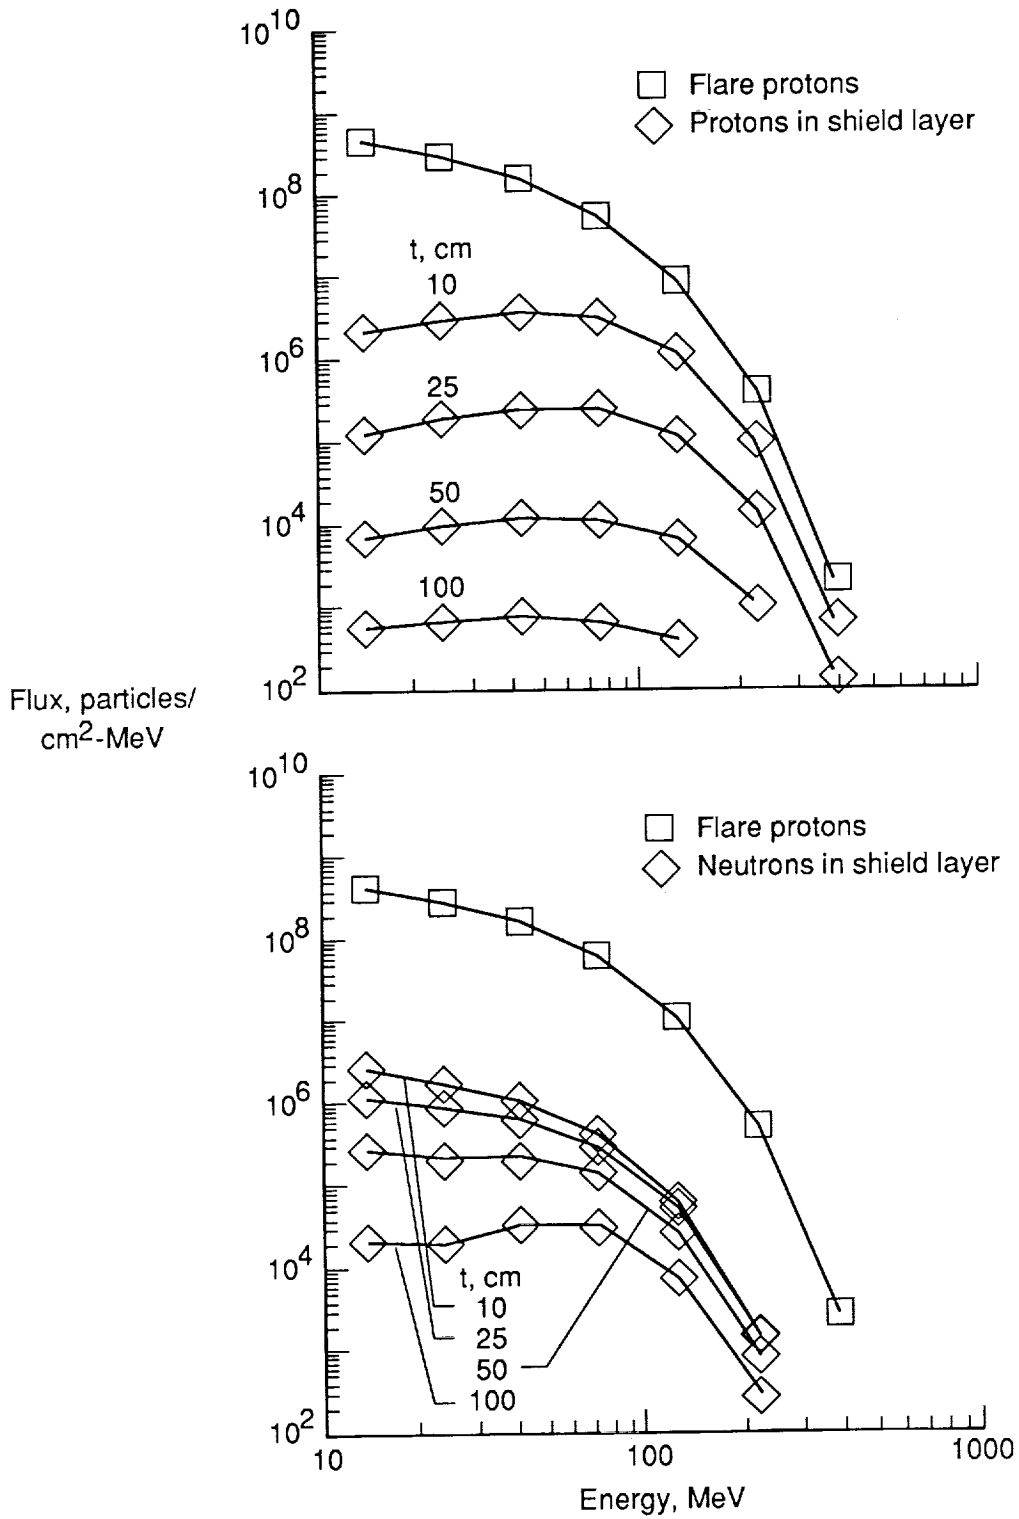 10^10
Flare protons
Protons in shield layer
10^8
t, cm
10
10^6
25
50
10^4
100
10^2
Flux, particles/
cm^2-MeV
10^10
Flare protons
Neutrons in shield layer
10^8
10^6
10^4
t, cm
10
25
50
100
10^2
10 100 1000
Energy, MeV